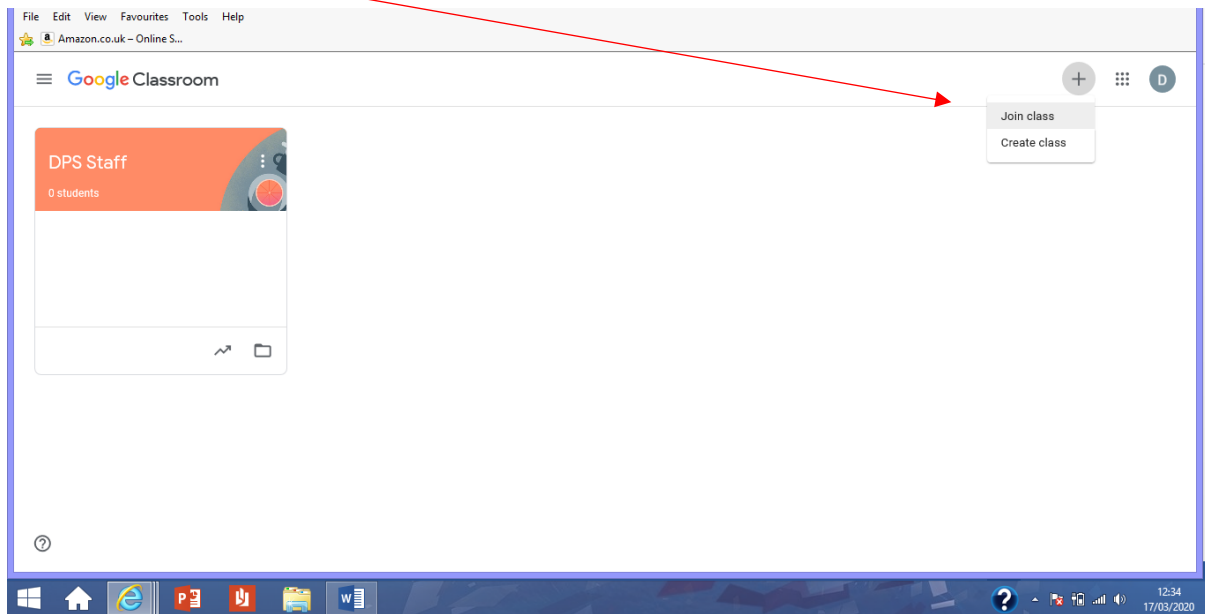 File Edit View Favourites Tools Help
a Amazon.co.uk – Online S...
Google Classroom
D
Join class
Create class
DPS Staff
0 students
12:34
17/03/2020